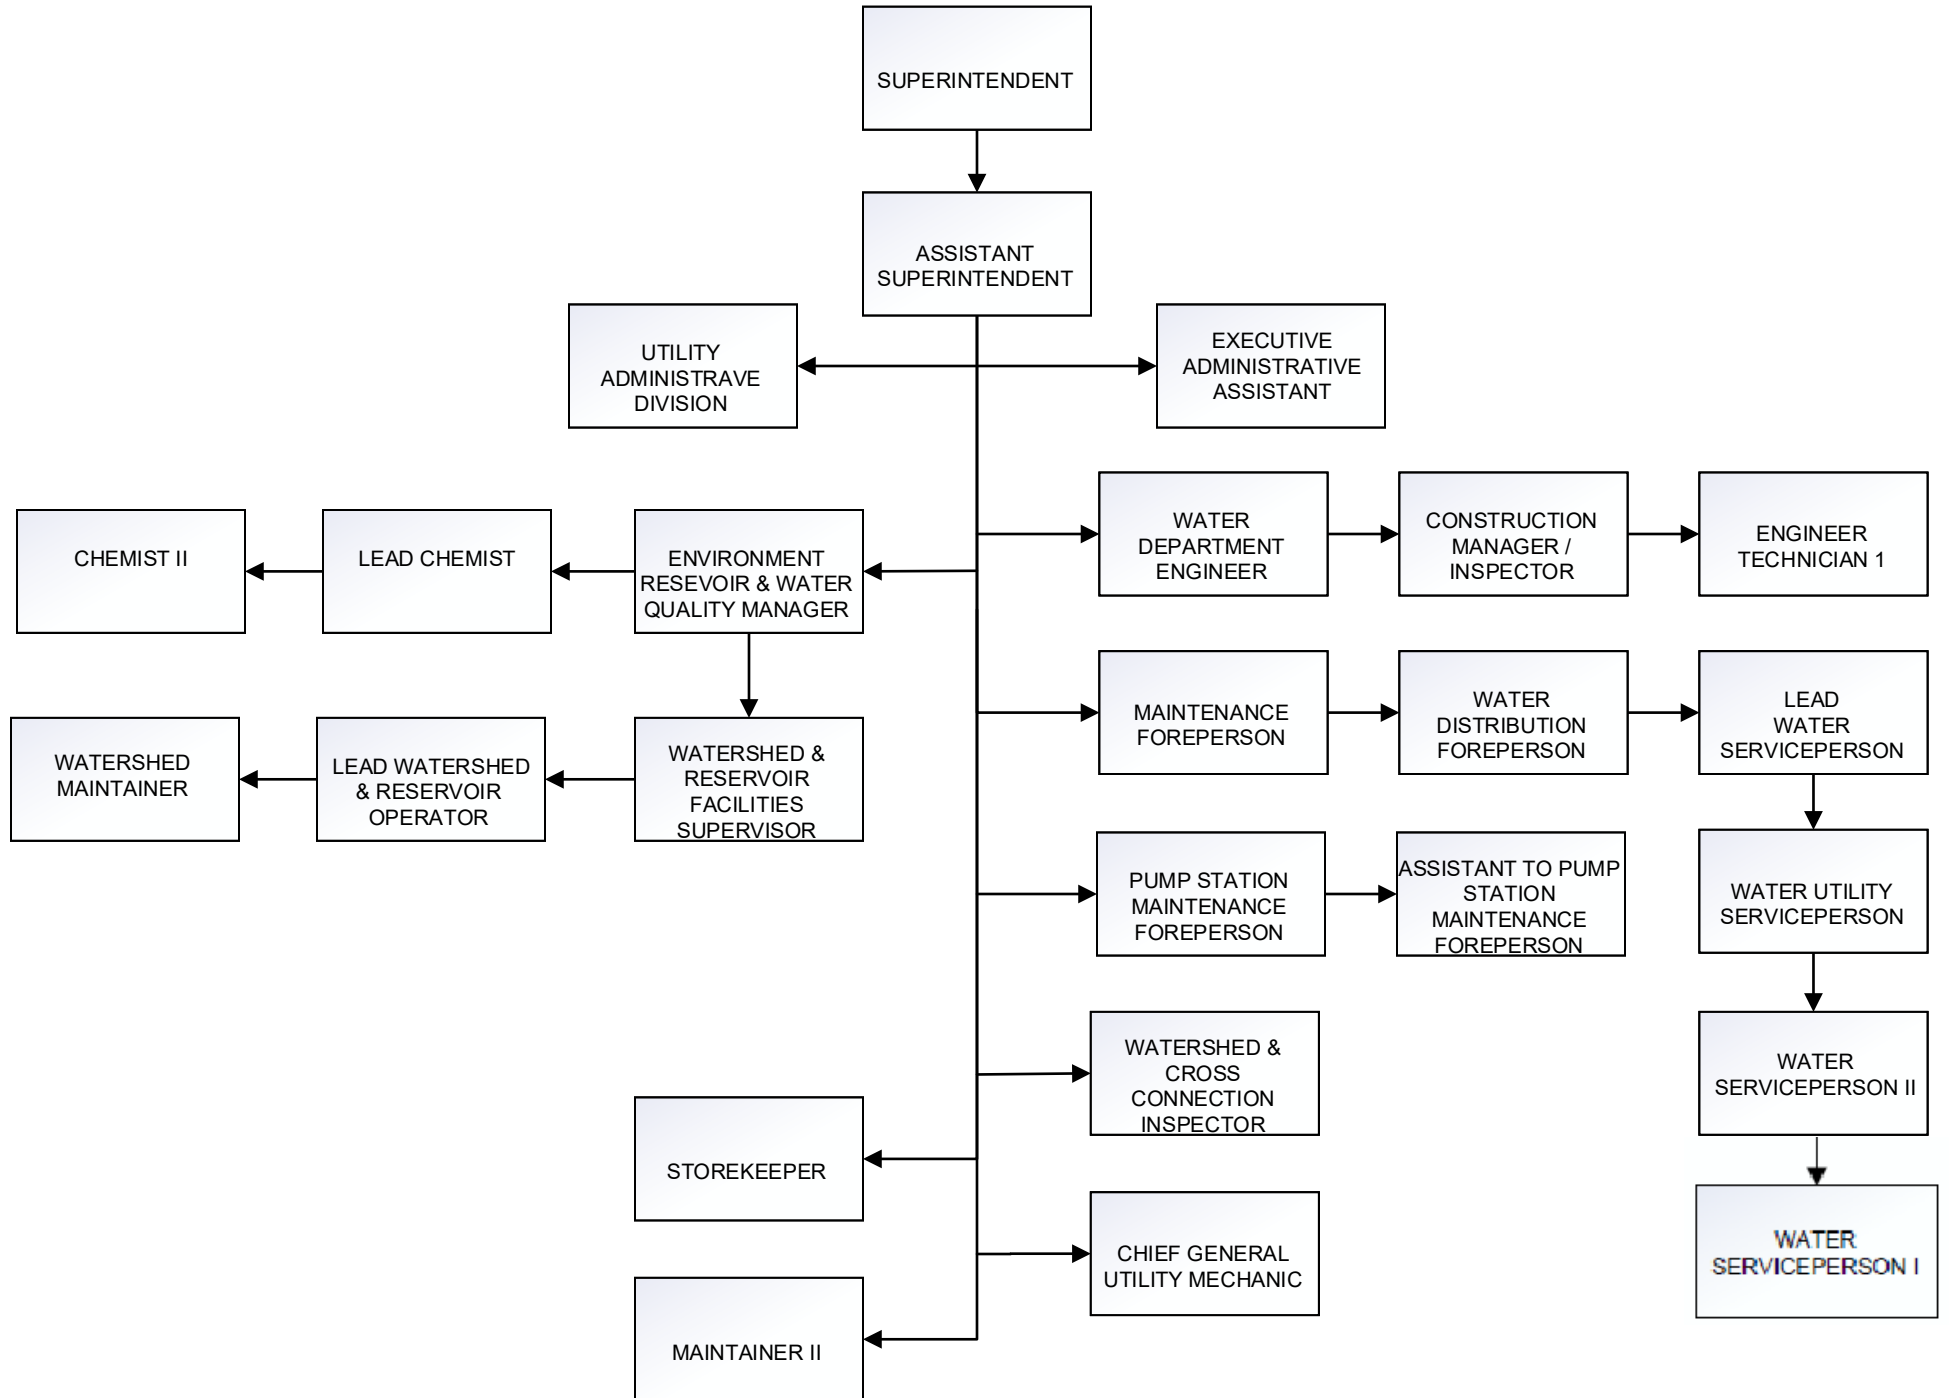 SUPERINTENDENT
ASSISTANT
SUPERINTENDENT
UTILITY
ADMINISTRAVE
DIVISION
EXECUTIVE
ADMINISTRATIVE
ASSISTANT
WATER
DEPARTMENT
ENGINEER
CONSTRUCTION
MANAGER /
INSPECTOR
ENGINEER
TECHNICIAN 1
CHEMIST II
LEAD CHEMIST
ENVIRONMENT
RESEVOIR & WATER
QUALITY MANAGER
MAINTENANCE
FOREPERSON
WATER
DISTRIBUTION
FOREPERSON
LEAD
WATER
SERVICEPERSON
WATERSHED
MAINTAINER
LEAD WATERSHED
& RESERVOIR
OPERATOR
WATERSHED &
RESERVOIR
FACILITIES
SUPERVISOR
PUMP STATION
MAINTENANCE
FOREPERSON
ASSISTANT TO PUMP
STATION
MAINTENANCE
FOREPERSON
WATER UTILITY
SERVICEPERSON
WATERSHED &
CROSS
CONNECTION
INSPECTOR
WATER
SERVICEPERSON II
STOREKEEPER
CHIEF GENERAL
UTILITY MECHANIC
WATER
SERVICEPERSON I
MAINTAINER II